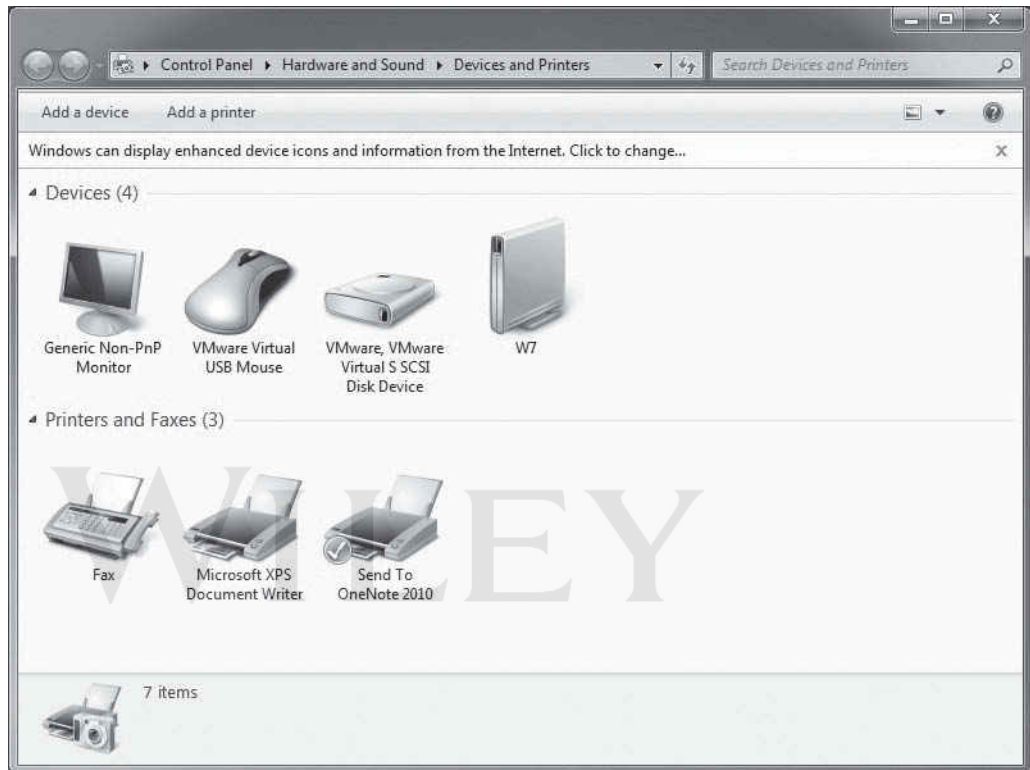 Control Panel ▸ Hardware and Sound ▸ Devices and Printers
Search Devices and Printers
Add a device Add a printer
Windows can display enhanced device icons and information from the Internet. Click to change...
Devices (4)
Generic Non-PnP
Monitor
VMware Virtual
USB Mouse
VMware, VMware
Virtual S SCSI
Disk Device
W7
Printers and Faxes (3)
WILEY
Fax
Microsoft XPS
Document Writer
Send To
OneNote 2010
7 items